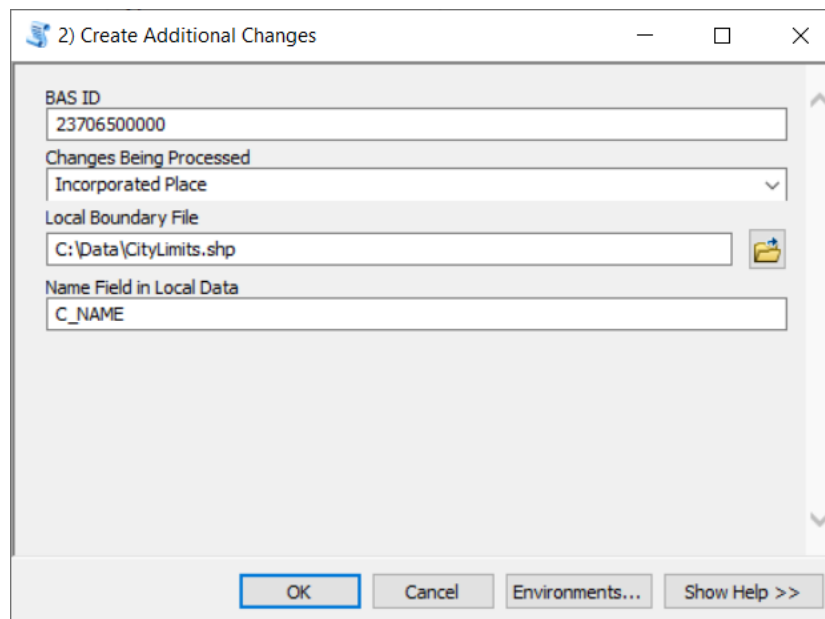 2) Create Additional Changes
BAS ID
23706500000
Changes Being Processed
Incorporated Place
Local Boundary File
C:\Data\CityLimits.shp
Name Field in Local Data
C_NAME
OK Cancel Environments... Show Help >>